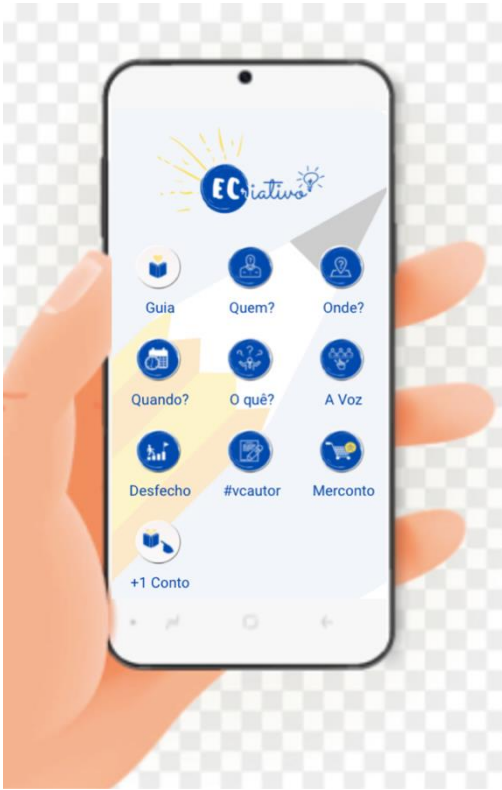 ECriativo
Guia Quem? Onde?
Quando? O quê? A Voz
Desfecho #vcautor Merconto
+1 Conto